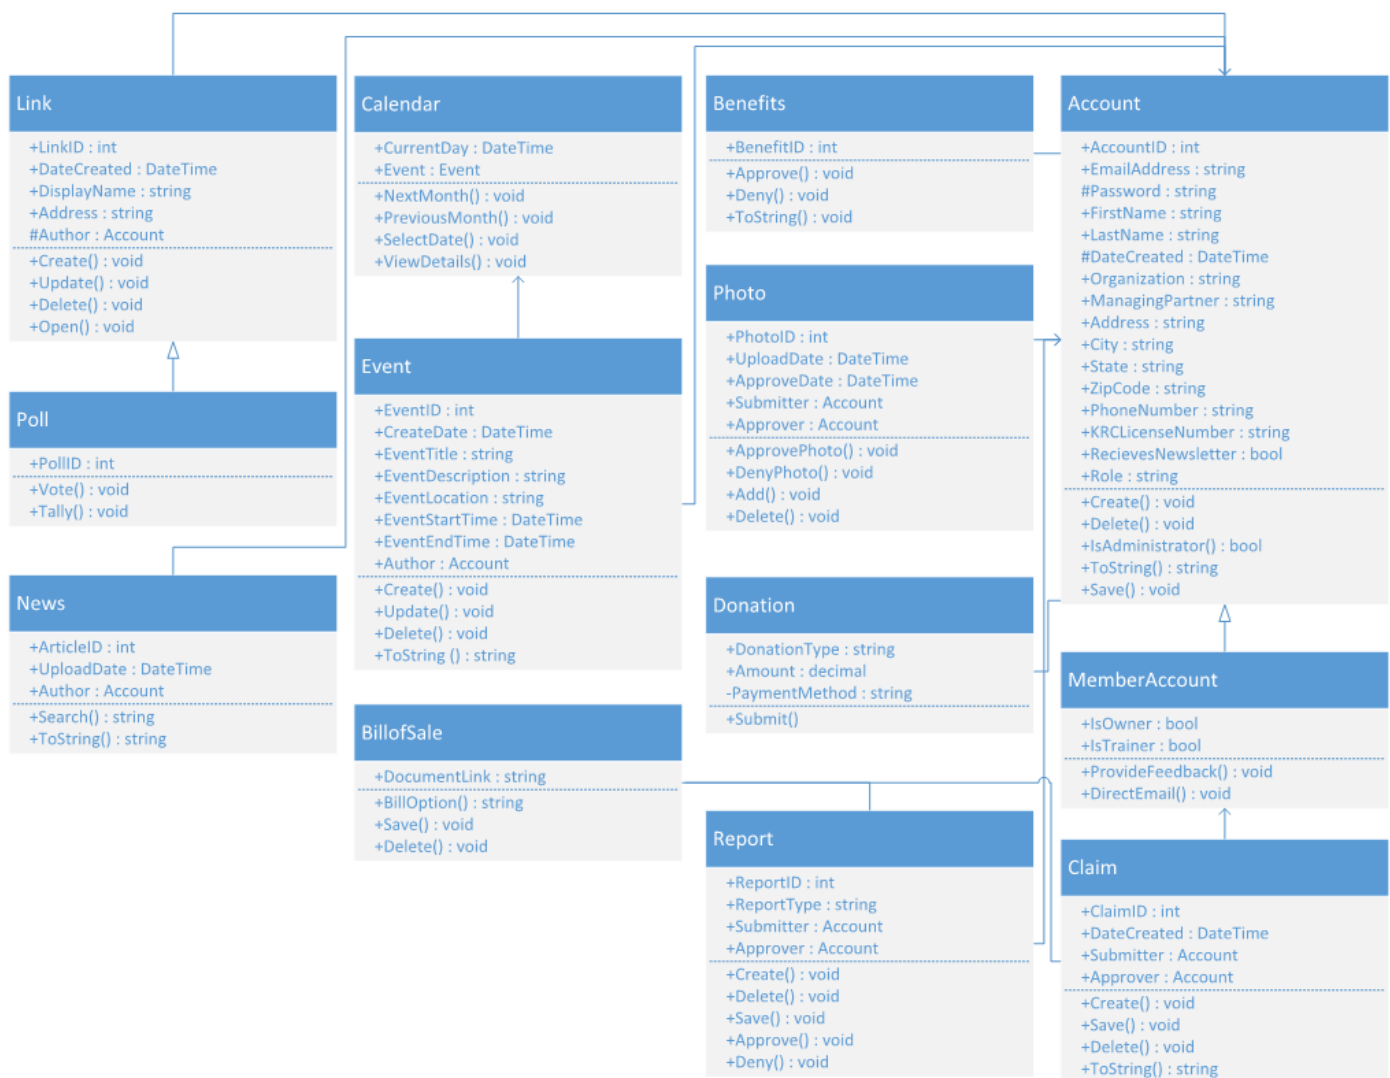 Link
+LinkID : int
+DateCreated : DateTime
+DisplayName : string
+Address : string
#Author : Account
+Create() : void
+Update() : void
+Delete() : void
+Open() : void
Poll
+PollID : int
+Vote() : void
+Tally() : void
News
+ArticleID : int
+UploadDate : DateTime
+Author : Account
+Search() : string
+ToString() : string
Calendar
+CurrentDay : DateTime
+Event : Event
+NextMonth() : void
+PreviousMonth() : void
+SelectDate() : void
+ViewDetails() : void
Event
+EventID : int
+CreateDate : DateTime
+EventTitle : string
+EventDescription : string
+EventLocation : string
+EventStartTime : DateTime
+EventEndTime : DateTime
+Author : Account
+Create() : void
+Update() : void
+Delete() : void
+ToString () : string
BillofSale
+DocumentLink : string
+BillOption() : string
+Save() : void
+Delete() : void
Benefits
+BenefitID : int
+Approve() : void
+Deny() : void
+ToString() : void
Photo
+PhotoID : int
+UploadDate : DateTime
+ApproveDate : DateTime
+Submitter : Account
+Approver : Account
+ApprovePhoto() : void
+DenyPhoto() : void
+Add() : void
+Delete() : void
Donation
+DonationType : string
+Amount : decimal
-PaymentMethod : string
+Submit()
Report
+ReportID : int
+ReportType : string
+Submitter : Account
+Approver : Account
+Create() : void
+Delete() : void
+Save() : void
+Approve() : void
+Deny() : void
Account
+AccountID : int
+EmailAddress : string
#Password : string
+FirstName : string
+LastName : string
#DateCreated : DateTime
+Organization : string
+ManagingPartner : string
+Address : string
+City : string
+State : string
+ZipCode : string
+PhoneNumber : string
+KRCLicenseNumber : string
+RecievesNewsletter : bool
+Role : string
+Create() : void
+Delete() : void
+IsAdministrator() : bool
+ToString() : string
+Save() : void
MemberAccount
+IsOwner : bool
+IsTrainer : bool
+ProvideFeedback() : void
+DirectEmail() : void
Claim
+ClaimID : int
+DateCreated : DateTime
+Submitter : Account
+Approver : Account
+Create() : void
+Save() : void
+Delete() : void
+ToString() : string